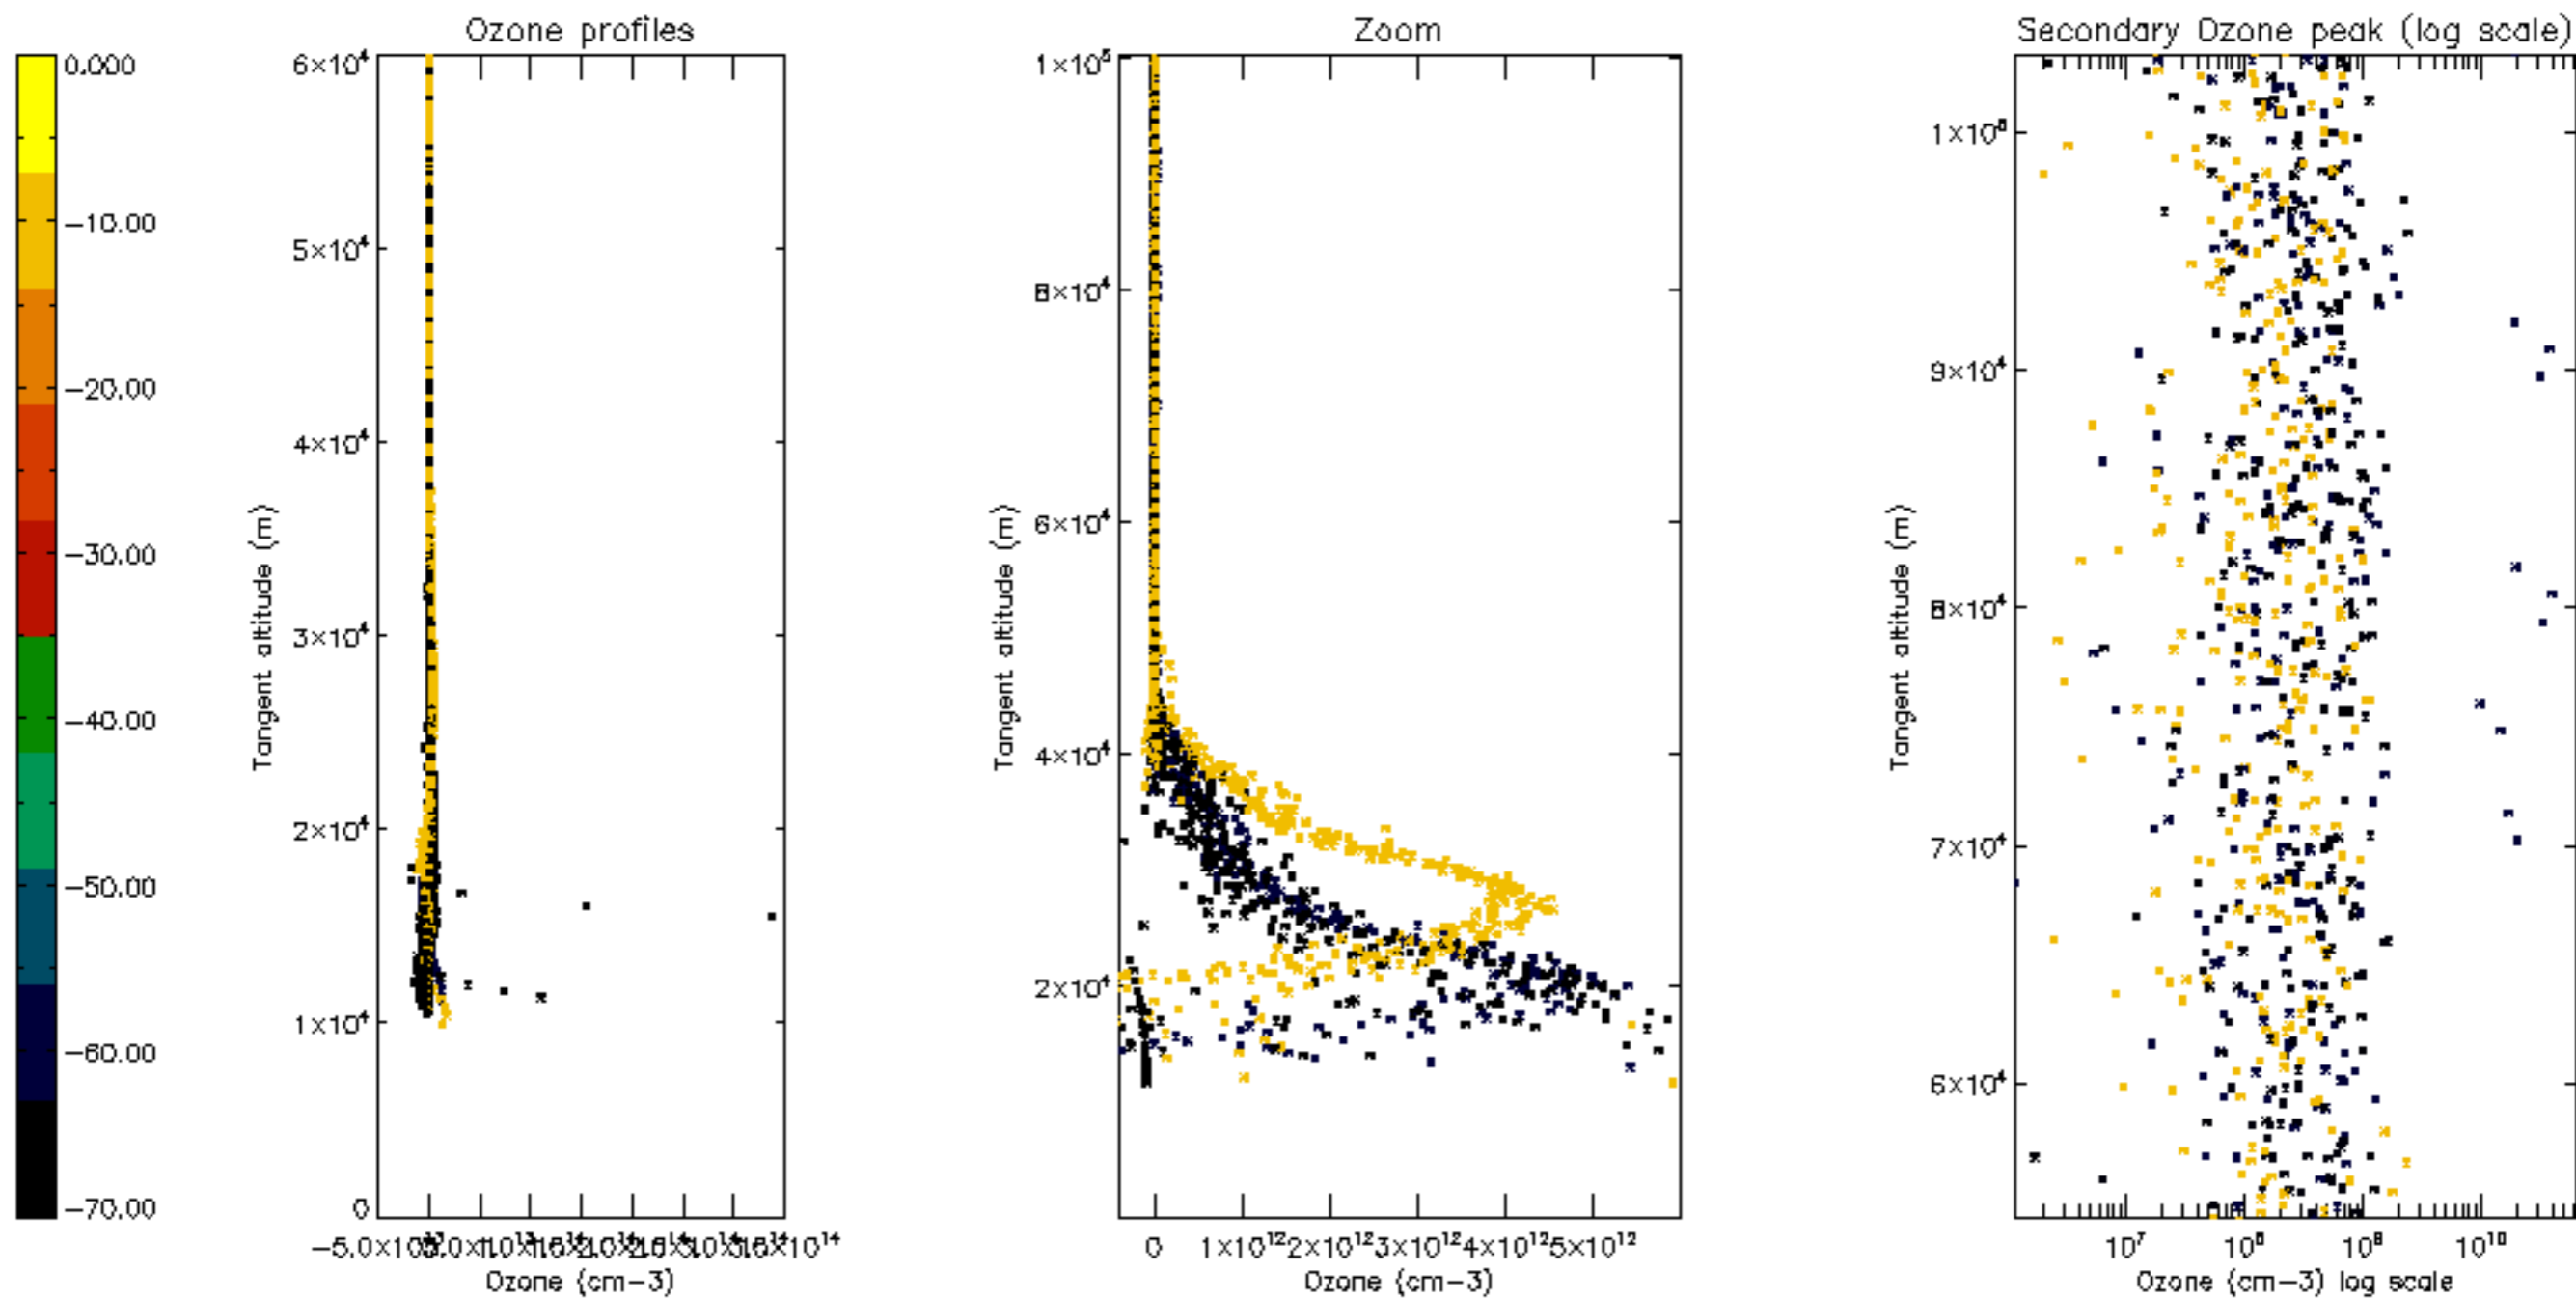 Ozone profiles
Zoom
Secondary Ozone peak (log scale)
0.000
-10.00
-20.00
-30.00
-40.00
-50.00
-60.00
-70.00
6×10⁴
5×10⁴
4×10⁴
3×10⁴
2×10⁴
1×10⁴
0
Tangent altitude (m)
Ozone (cm-3)
1×10⁵
8×10⁴
6×10⁴
4×10⁴
2×10⁴
Tangent altitude (m)
0 1×10¹² 2×10¹² 3×10¹² 4×10¹² 5×10¹²
Ozone (cm-3)
9×10⁴
8×10⁴
7×10⁴
6×10⁴
Tangent altitude (m)
10⁷ 10⁸ 10⁹ 10¹⁰
Ozone (cm-3) log scale